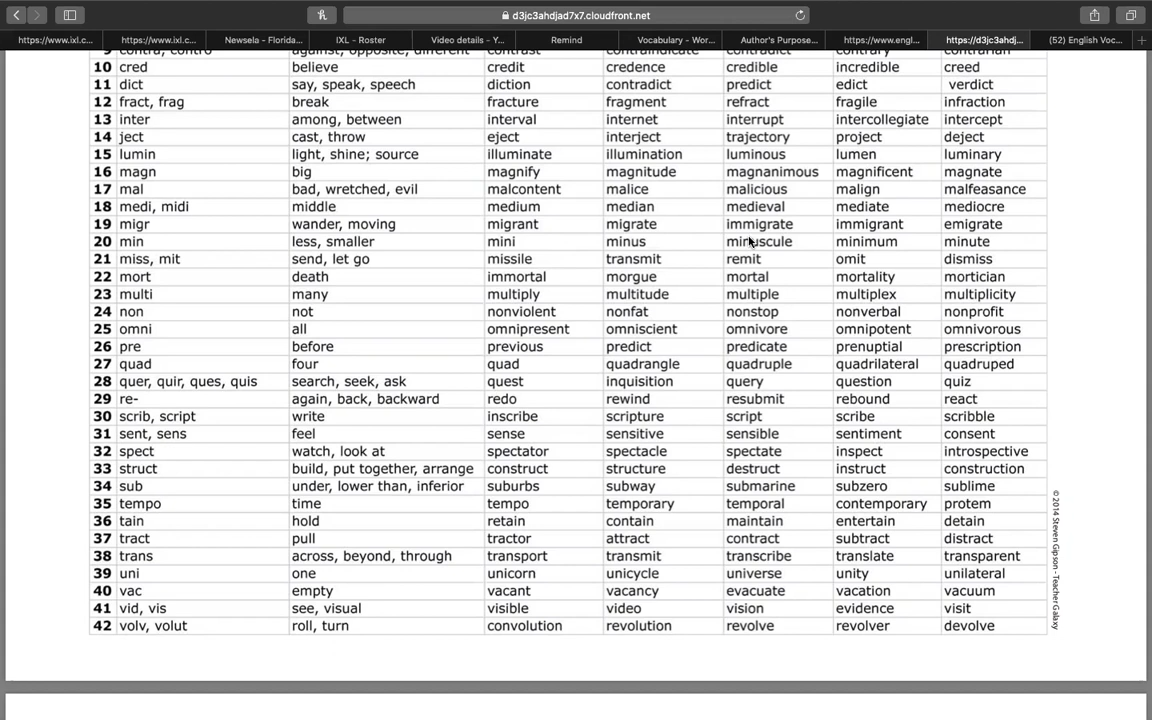 d3jc3ahdjad7x7.cloudfront.net
https://www.ixl.c... https://www.ixl.c... Newsela - Florida... IXL - Roster Video details - Y... Remind Vocabulary - Wor... Author's Purpose... https://www.engl... https://d3jc3ahdj... (52) English Voc...
9 contra, contro against, opposite, different contrast contraindicate contradict contrary contrarian
10 cred believe credit credence credible incredible creed
11 dict say, speak, speech diction contradict predict edict verdict
12 fract, frag break fracture fragment refract fragile infraction
13 inter among, between interval internet interrupt intercollegiate intercept
14 ject cast, throw eject interject trajectory project deject
15 lumin light, shine; source illuminate illumination luminous lumen luminary
16 magn big magnify magnitude magnanimous magnificent magnate
17 mal bad, wretched, evil malcontent malice malicious malign malfeasance
18 medi, midi middle medium median medieval mediate mediocre
19 migr wander, moving migrant migrate immigrate immigrant emigrate
20 min less, smaller mini minus minuscule minimum minute
21 miss, mit send, let go missile transmit remit omit dismiss
22 mort death immortal morgue mortal mortality mortician
23 multi many multiply multitude multiple multiplex multiplicity
24 non not nonviolent nonfat nonstop nonverbal nonprofit
25 omni all omnipresent omniscient omnivore omnipotent omnivorous
26 pre before previous predict predicate prenuptial prescription
27 quad four quad quadrangle quadruple quadrilateral quadruped
28 quer, quir, ques, quis search, seek, ask quest inquisition query question quiz
29 re- again, back, backward redo rewind resubmit rebound react
30 scrib, script write inscribe scripture script scribe scribble
31 sent, sens feel sense sensitive sensible sentiment consent
32 spect watch, look at spectator spectacle spectate inspect introspective
33 struct build, put together, arrange construct structure destruct instruct construction
34 sub under, lower than, inferior suburbs subway submarine subzero sublime
35 tempo time tempo temporary temporal contemporary protem
36 tain hold retain contain maintain entertain detain
37 tract pull tractor attract contract subtract distract
38 trans across, beyond, through transport transmit transcribe translate transparent
39 uni one unicorn unicycle universe unity unilateral
40 vac empty vacant vacancy evacuate vacation vacuum
41 vid, vis see, visual visible video vision evidence visit
42 volv, volut roll, turn convolution revolution revolve revolver devolve
© 2014 Steven Gipson - Teacher Galaxy